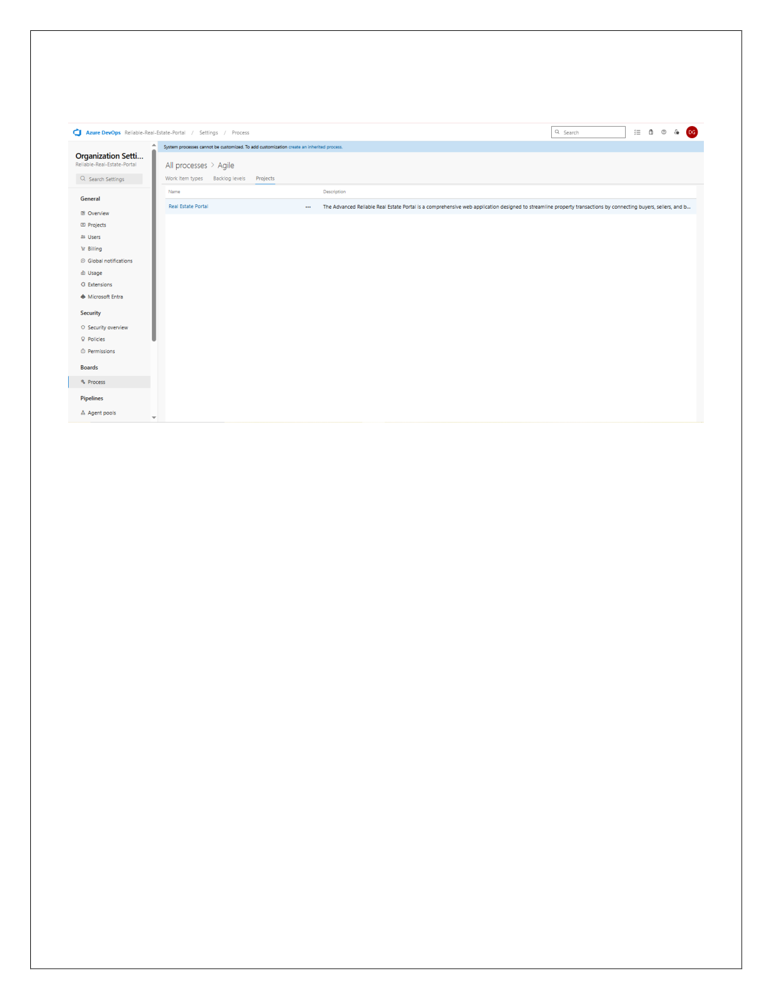 Azure DevOps Reliable-Real-Estate-Portal / Settings / Process
Search
DG
Organization Setti...
Reliable-Real-Estate-Portal
Search Settings
General
Overview
Projects
Users
Billing
Global notifications
Usage
Extensions
Microsoft Entra
Security
Security overview
Policies
Permissions
Boards
Process
Pipelines
Agent pools
System processes cannot be customized. To add customization create an inherited process.
All processes > Agile
Work item types Backlog levels Projects
Name Description
Real Estate Portal ... The Advanced Reliable Real Estate Portal is a comprehensive web application designed to streamline property transactions by connecting buyers, sellers, and b...